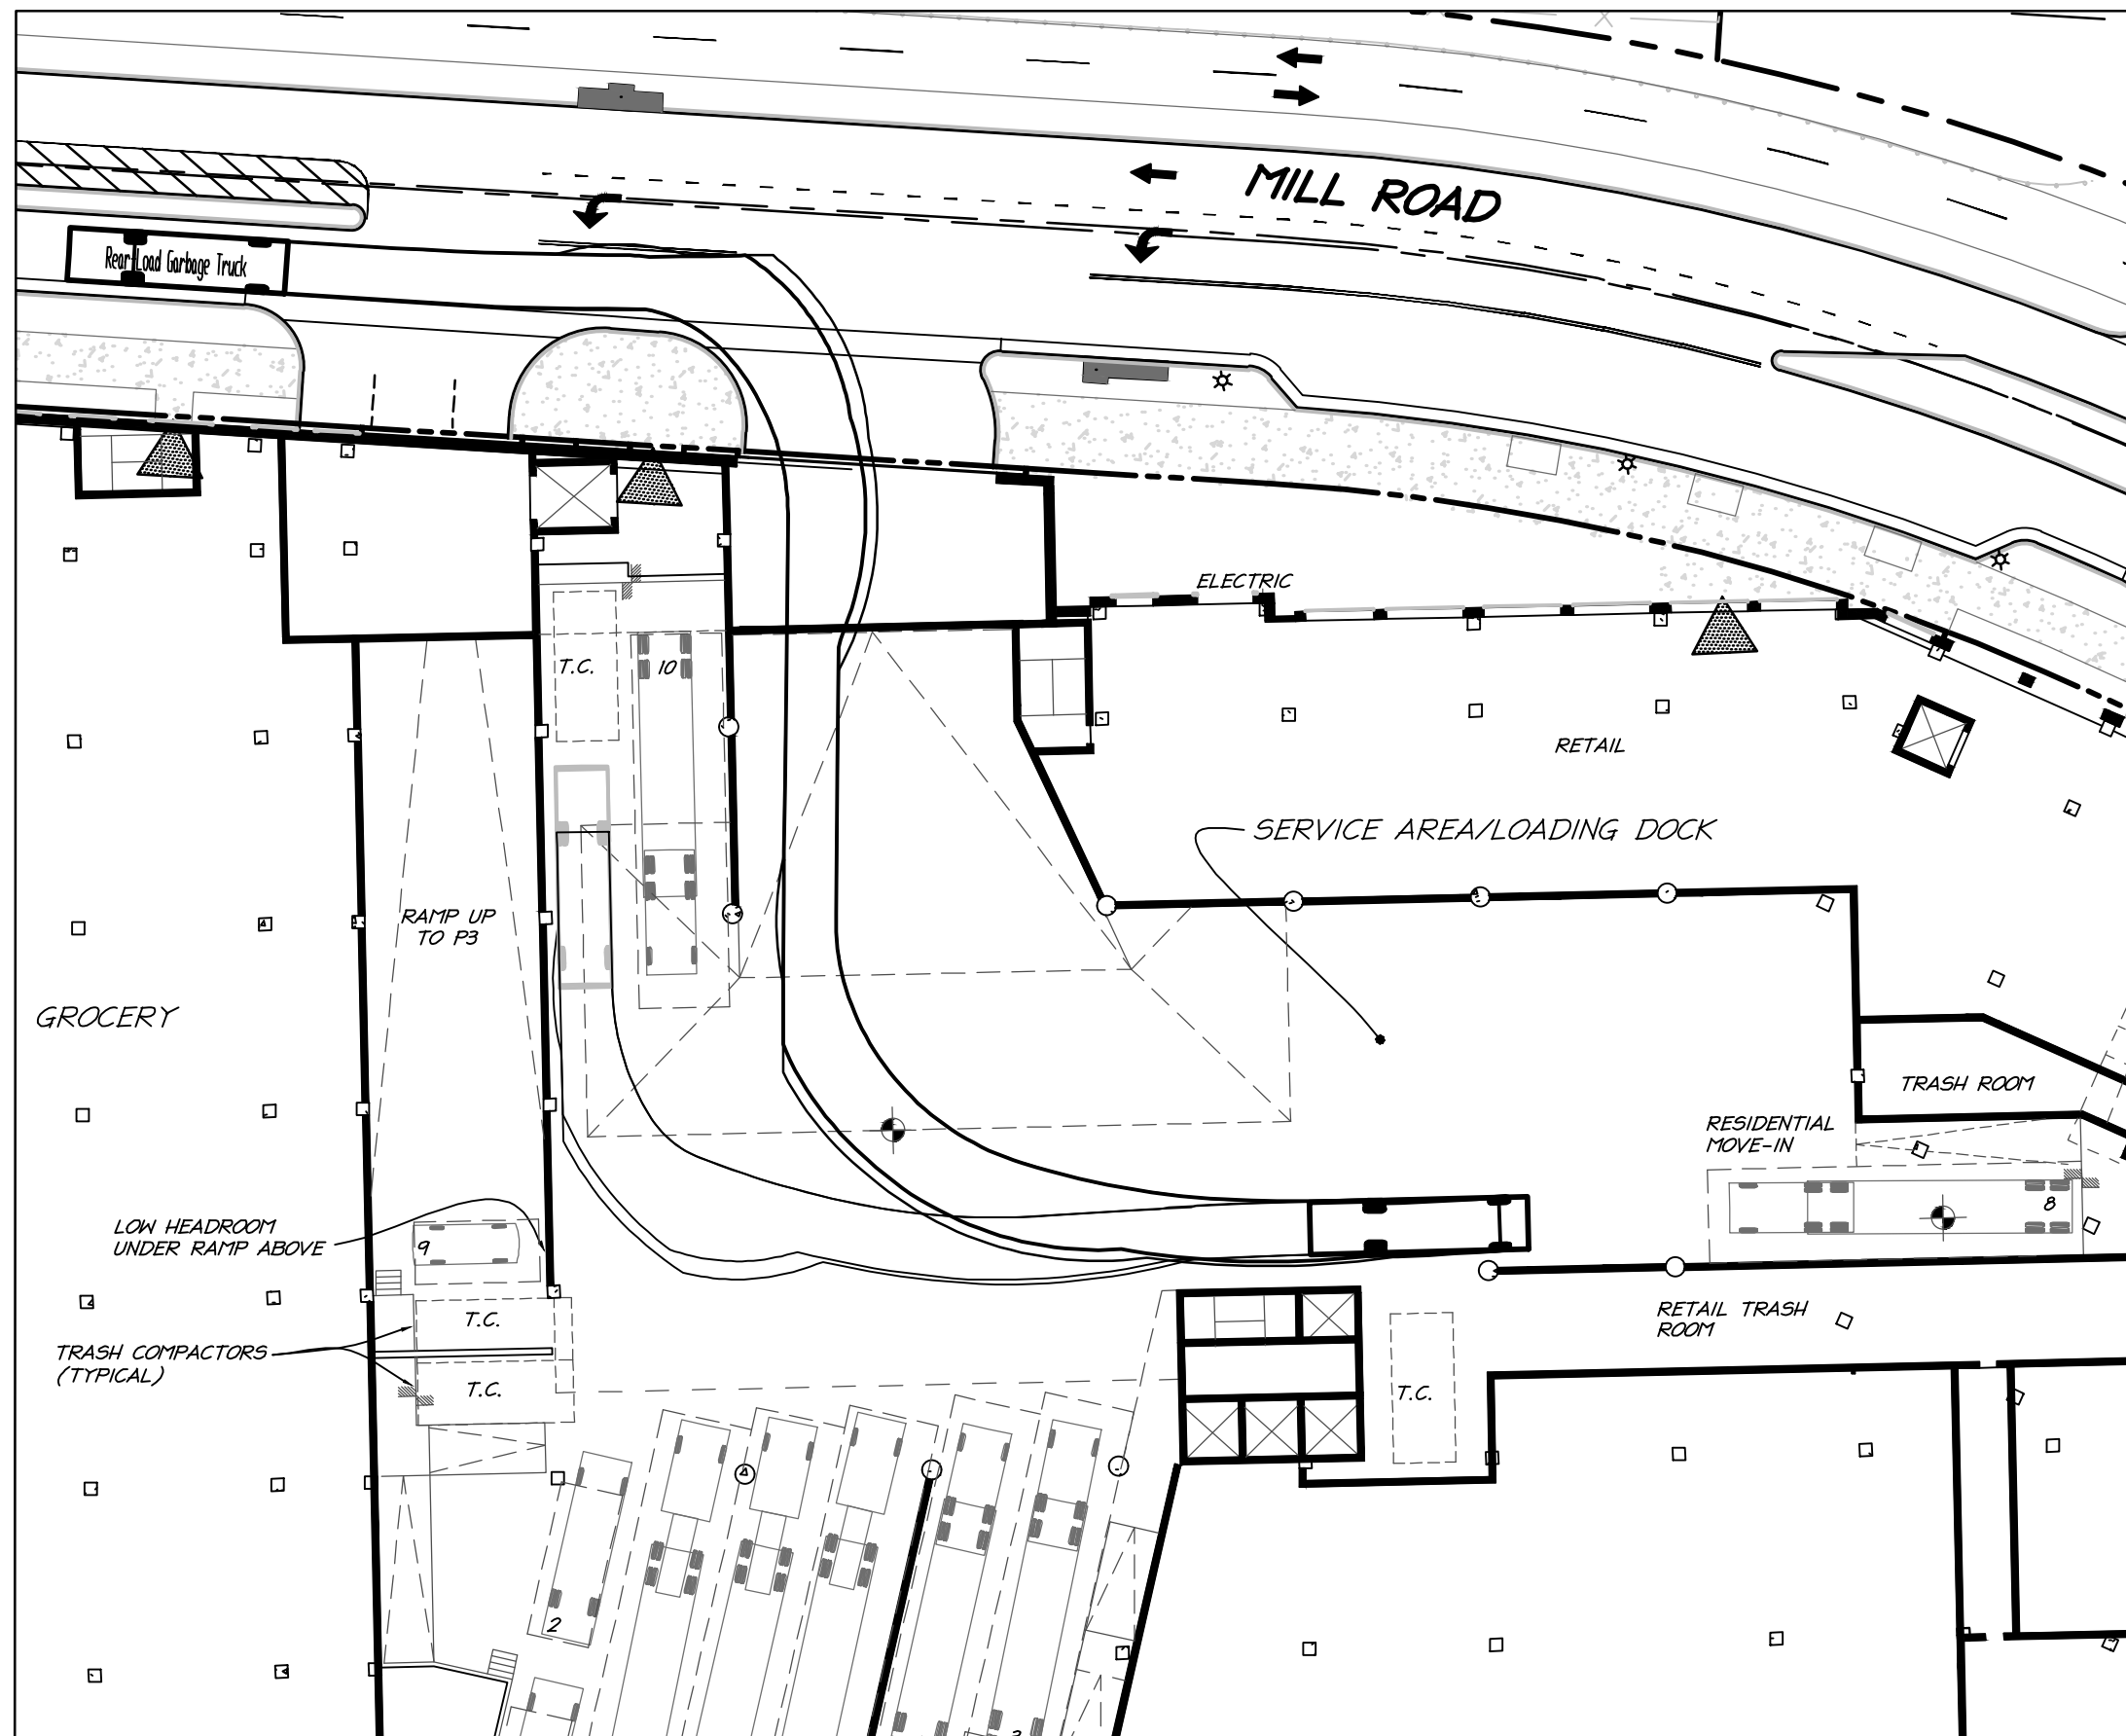 MILL ROAD
Rear-Load Garbage Truck
ELECTRIC
T.C.
10
RETAIL
SERVICE AREA/LOADING DOCK
RAMP UP
TO P3
GROCERY
TRASH ROOM
RESIDENTIAL
MOVE-IN
8
LOW HEADROOM
UNDER RAMP ABOVE
9
T.C.
RETAIL TRASH
ROOM
TRASH COMPACTORS
(TYPICAL)
T.C.
T.C.
2